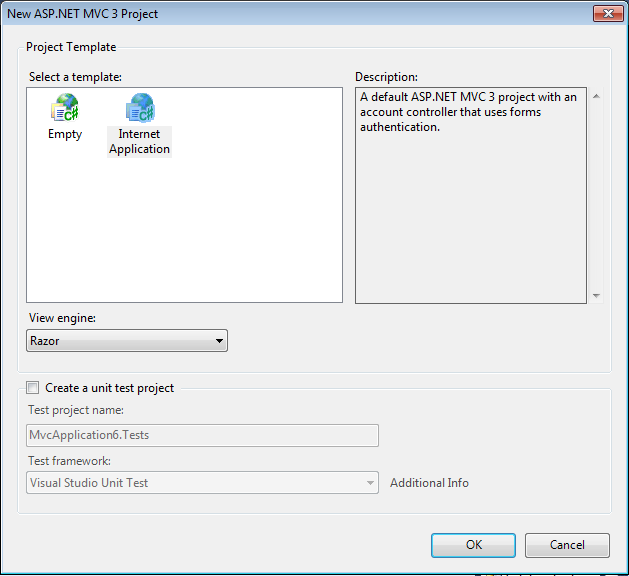 New ASP.NET MVC 3 Project
Project Template
Select a template:
Description:
Empty
Internet
Application
A default ASP.NET MVC 3 project with an
account controller that uses forms
authentication.
View engine:
Razor
Create a unit test project
Test project name:
MvcApplication6.Tests
Test framework:
Visual Studio Unit Test
Additional Info
OK
Cancel